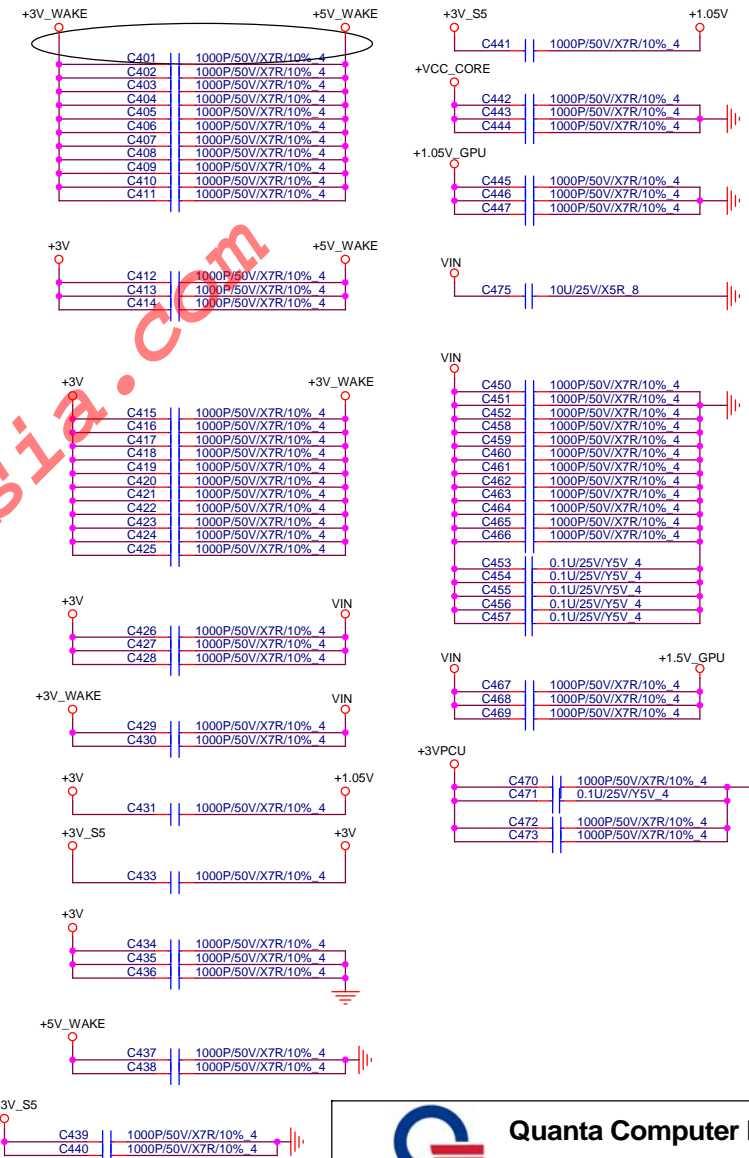 +3V_WAKE +5V_WAKE
C401 1000P/50V/X7R/10%_4
C402 1000P/50V/X7R/10%_4
C403 1000P/50V/X7R/10%_4
C404 1000P/50V/X7R/10%_4
C405 1000P/50V/X7R/10%_4
C406 1000P/50V/X7R/10%_4
C407 1000P/50V/X7R/10%_4
C408 1000P/50V/X7R/10%_4
C409 1000P/50V/X7R/10%_4
C410 1000P/50V/X7R/10%_4
C411 1000P/50V/X7R/10%_4
+3V +5V_WAKE
C412 1000P/50V/X7R/10%_4
C413 1000P/50V/X7R/10%_4
C414 1000P/50V/X7R/10%_4
+3V +3V_WAKE
C415 1000P/50V/X7R/10%_4
C416 1000P/50V/X7R/10%_4
C417 1000P/50V/X7R/10%_4
C418 1000P/50V/X7R/10%_4
C419 1000P/50V/X7R/10%_4
C420 1000P/50V/X7R/10%_4
C421 1000P/50V/X7R/10%_4
C422 1000P/50V/X7R/10%_4
C423 1000P/50V/X7R/10%_4
C424 1000P/50V/X7R/10%_4
C425 1000P/50V/X7R/10%_4
+3V VIN
C426 1000P/50V/X7R/10%_4
C427 1000P/50V/X7R/10%_4
C428 1000P/50V/X7R/10%_4
+3V_WAKE VIN
C429 1000P/50V/X7R/10%_4
C430 1000P/50V/X7R/10%_4
+3V +1.05V
C431 1000P/50V/X7R/10%_4
+3V_S5 +3V
C433 1000P/50V/X7R/10%_4
+3V
C434 1000P/50V/X7R/10%_4
C435 1000P/50V/X7R/10%_4
C436 1000P/50V/X7R/10%_4
+5V_WAKE
C437 1000P/50V/X7R/10%_4
C438 1000P/50V/X7R/10%_4
3V_S5
C439 1000P/50V/X7R/10%_4
C440 1000P/50V/X7R/10%_4
+3V_S5 +1.05V
C441 1000P/50V/X7R/10%_4
+VCC_CORE
C442 1000P/50V/X7R/10%_4
C443 1000P/50V/X7R/10%_4
C444 1000P/50V/X7R/10%_4
+1.05V_GPU
C445 1000P/50V/X7R/10%_4
C446 1000P/50V/X7R/10%_4
C447 1000P/50V/X7R/10%_4
VIN
C475 10U/25V/X5R_8
VIN
C450 1000P/50V/X7R/10%_4
C451 1000P/50V/X7R/10%_4
C452 1000P/50V/X7R/10%_4
C458 1000P/50V/X7R/10%_4
C459 1000P/50V/X7R/10%_4
C460 1000P/50V/X7R/10%_4
C461 1000P/50V/X7R/10%_4
C462 1000P/50V/X7R/10%_4
C463 1000P/50V/X7R/10%_4
C464 1000P/50V/X7R/10%_4
C465 1000P/50V/X7R/10%_4
C466 1000P/50V/X7R/10%_4
C453 0.1U/25V/Y5V_4
C454 0.1U/25V/Y5V_4
C455 0.1U/25V/Y5V_4
C456 0.1U/25V/Y5V_4
C457 0.1U/25V/Y5V_4
VIN +1.5V_GPU
C467 1000P/50V/X7R/10%_4
C468 1000P/50V/X7R/10%_4
C469 1000P/50V/X7R/10%_4
+3VPCU
C470 1000P/50V/X7R/10%_4
C471 0.1U/25V/Y5V_4
C472 1000P/50V/X7R/10%_4
C473 1000P/50V/X7R/10%_4
sia.com
Quanta Computer